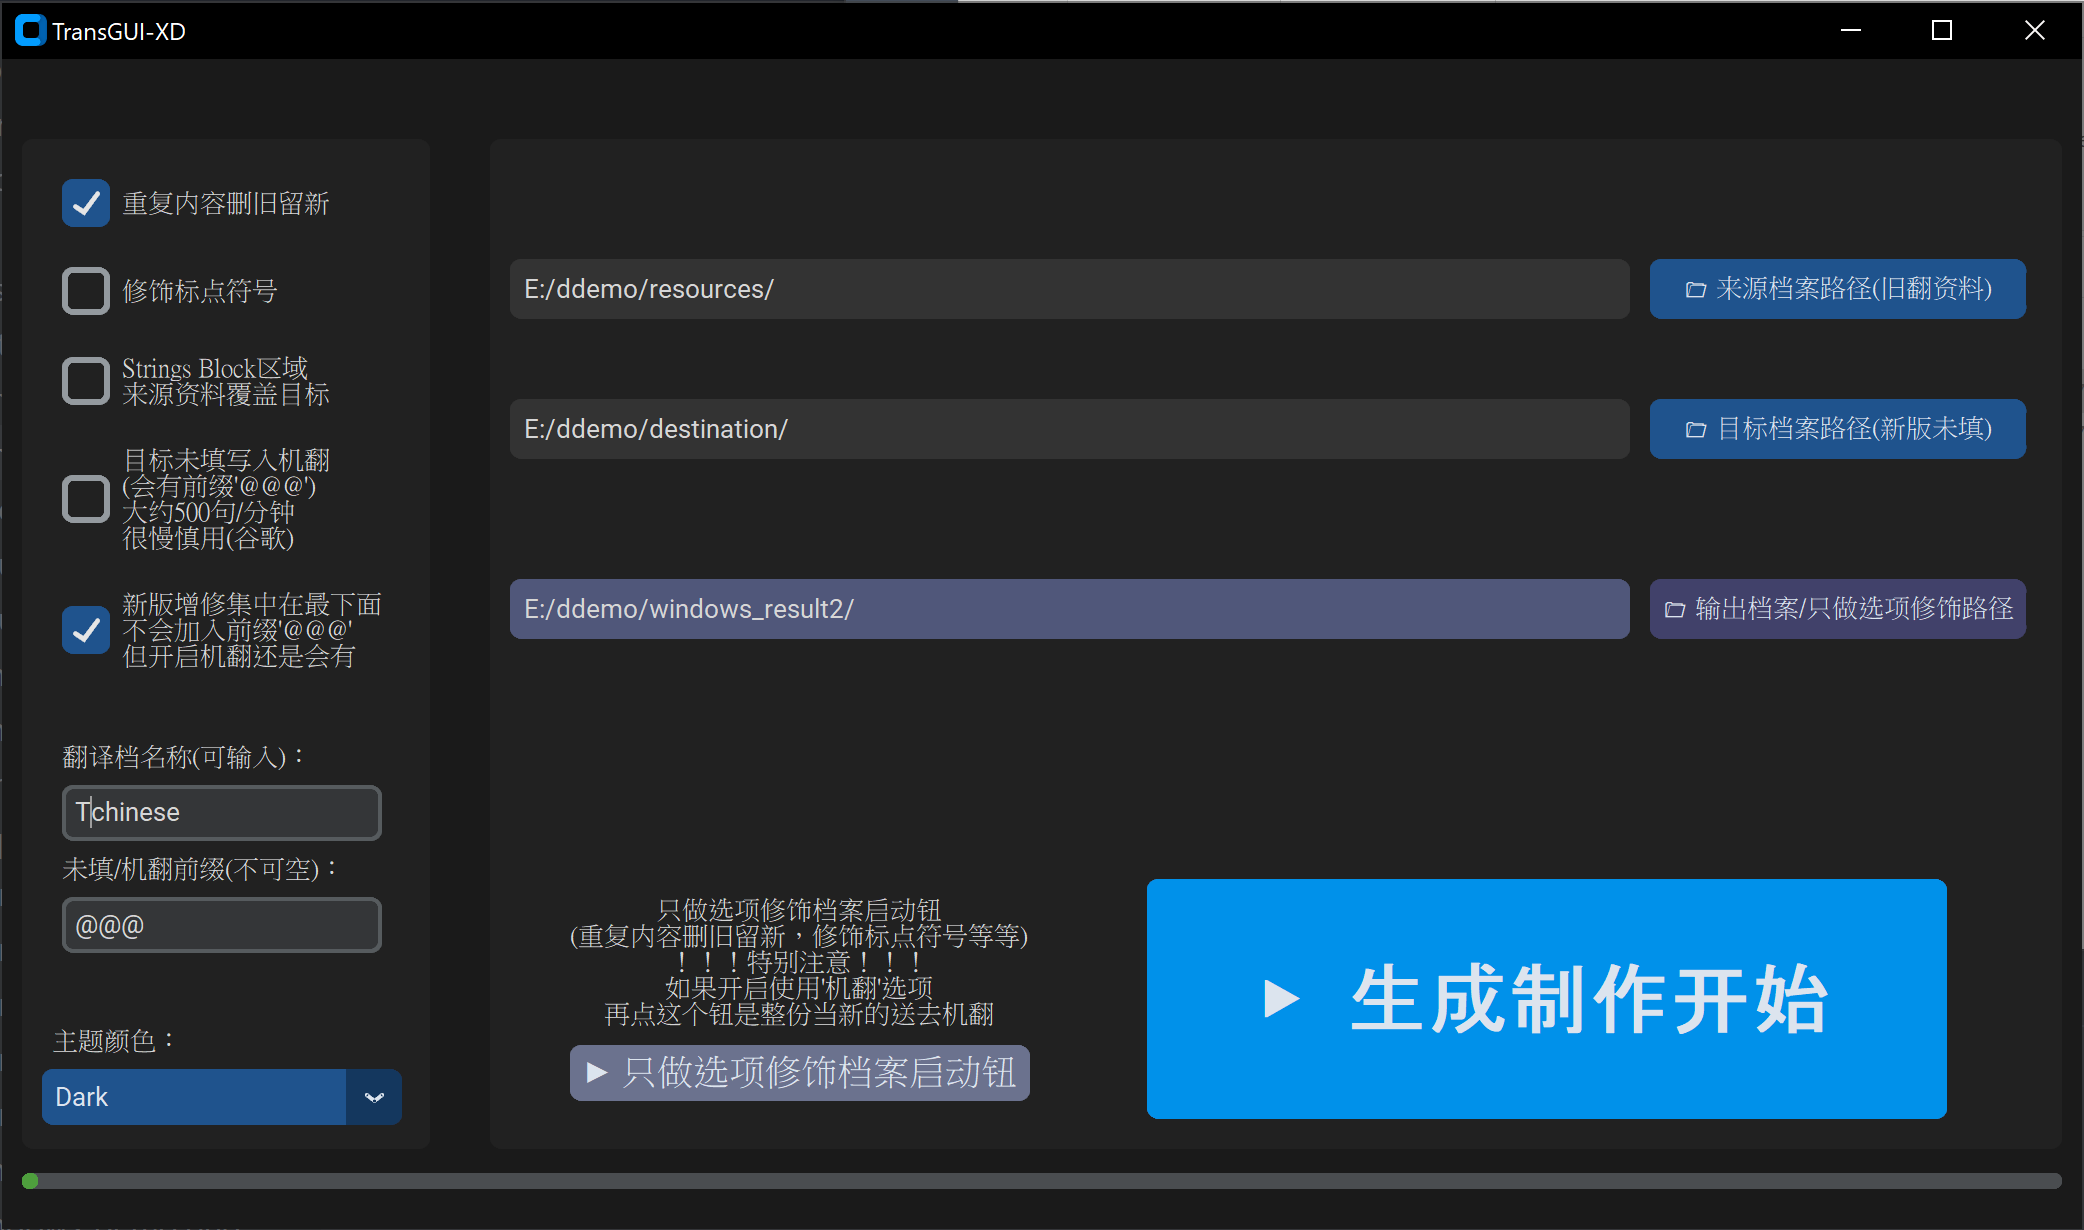 TransGUI-XD
重复内容删旧留新
修饰标点符号
Strings Block区域
来源资料覆盖目标
目标未填写入机翻
(会有前缀'@@@')
大约500句/分钟
很慢慎用(谷歌)
新版增修集中在最下面
不会加入前缀'@@@'
但开启机翻还是会有
翻译档名称(可输入)：
Tchinese
未填/机翻前缀(不可空)：
@@@
主题颜色：
Dark
E:/ddemo/resources/
来源档案路径(旧翻资料)
E:/ddemo/destination/
目标档案路径(新版未填)
E:/ddemo/windows_result2/
输出档案/只做选项修饰路径
只做选项修饰档案启动钮
(重复内容删旧留新，修饰标点符号等等)
！！！特别注意！！！
如果开启使用'机翻'选项
再点这个钮是整份当新的送去机翻
只做选项修饰档案启动钮
生成制作开始